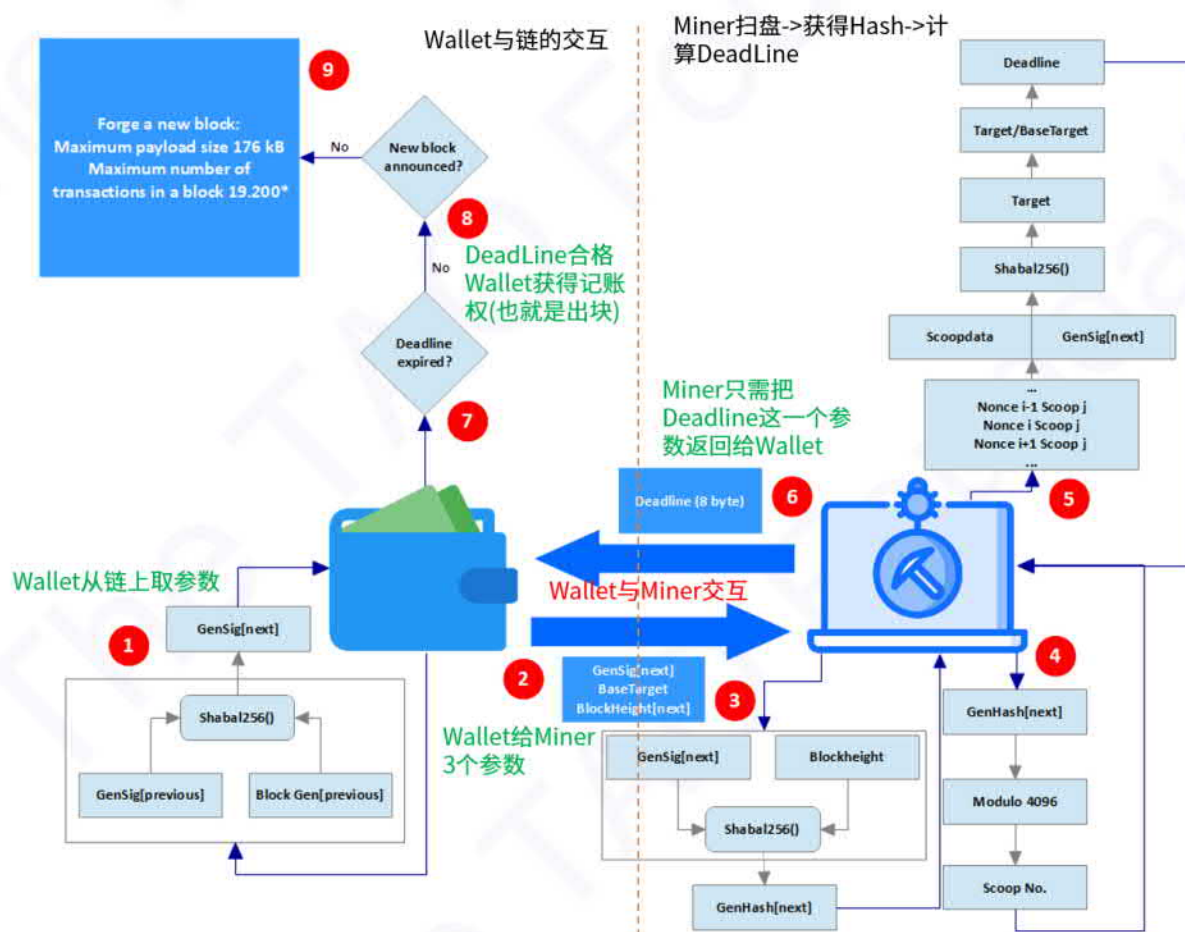 Wallet与链的交互
Miner扫盘->获得Hash->计
算DeadLine
9
Forge a new block:
Maximum payload size 176 kB
Maximum number of
transactions in a block 19.200*
No
New block
announced?
8
DeadLine合格
Wallet获得记账
权(也就是出块)
No
Deadline
expired?
7
Deadline
Target/BaseTarget
Target
Shabal256()
Scoopdata
GenSig[next]
...
Nonce i-1 Scoop j
Nonce i Scoop j
Nonce i+1 Scoop j
...
5
Miner只需把
Deadline这一个参
数返回给Wallet
Deadline (8 byte)
6
Wallet与Miner交互
Wallet从链上取参数
1
GenSig[next]
Shabal256()
GenSig[previous]
Block Gen[previous]
2
GenSig[next]
BaseTarget
BlockHeight[next]
Wallet给Miner
3个参数
3
GenSig[next]
Blockheight
Shabal256()
GenHash[next]
4
GenHash[next]
Modulo 4096
Scoop No.